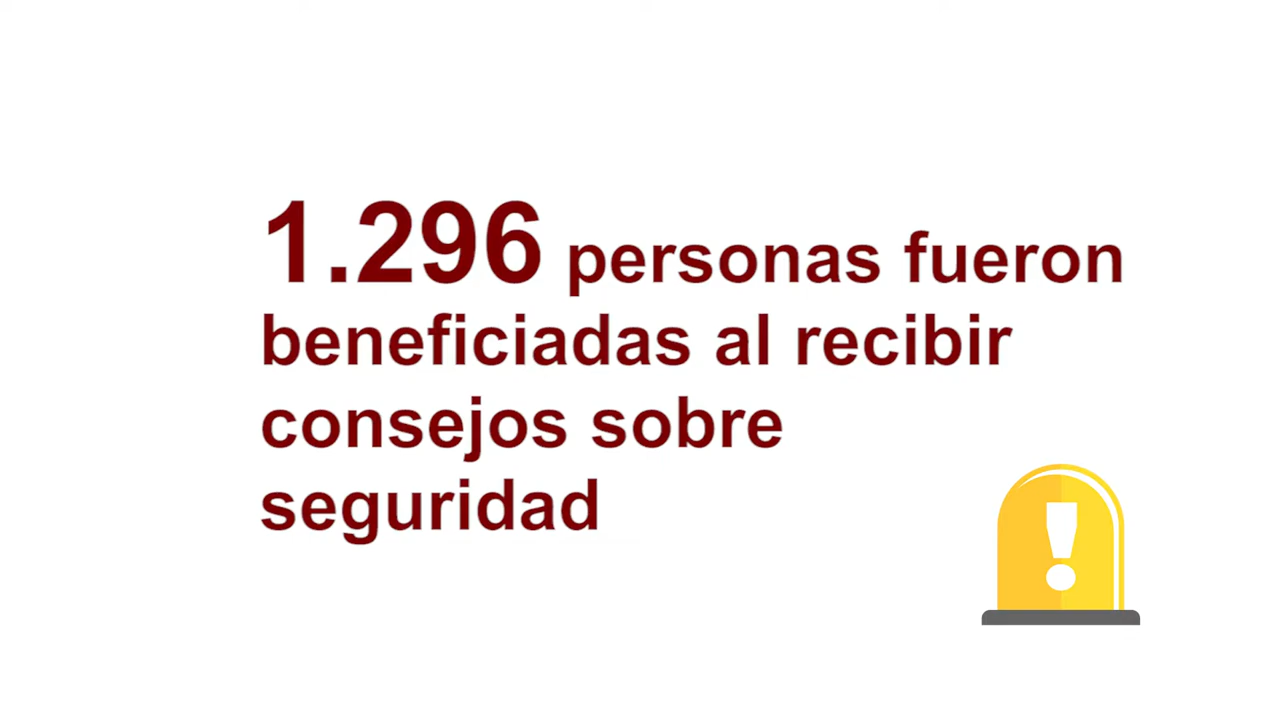 1.296 personas fueron
beneficiadas al recibir
consejos sobre
seguridad